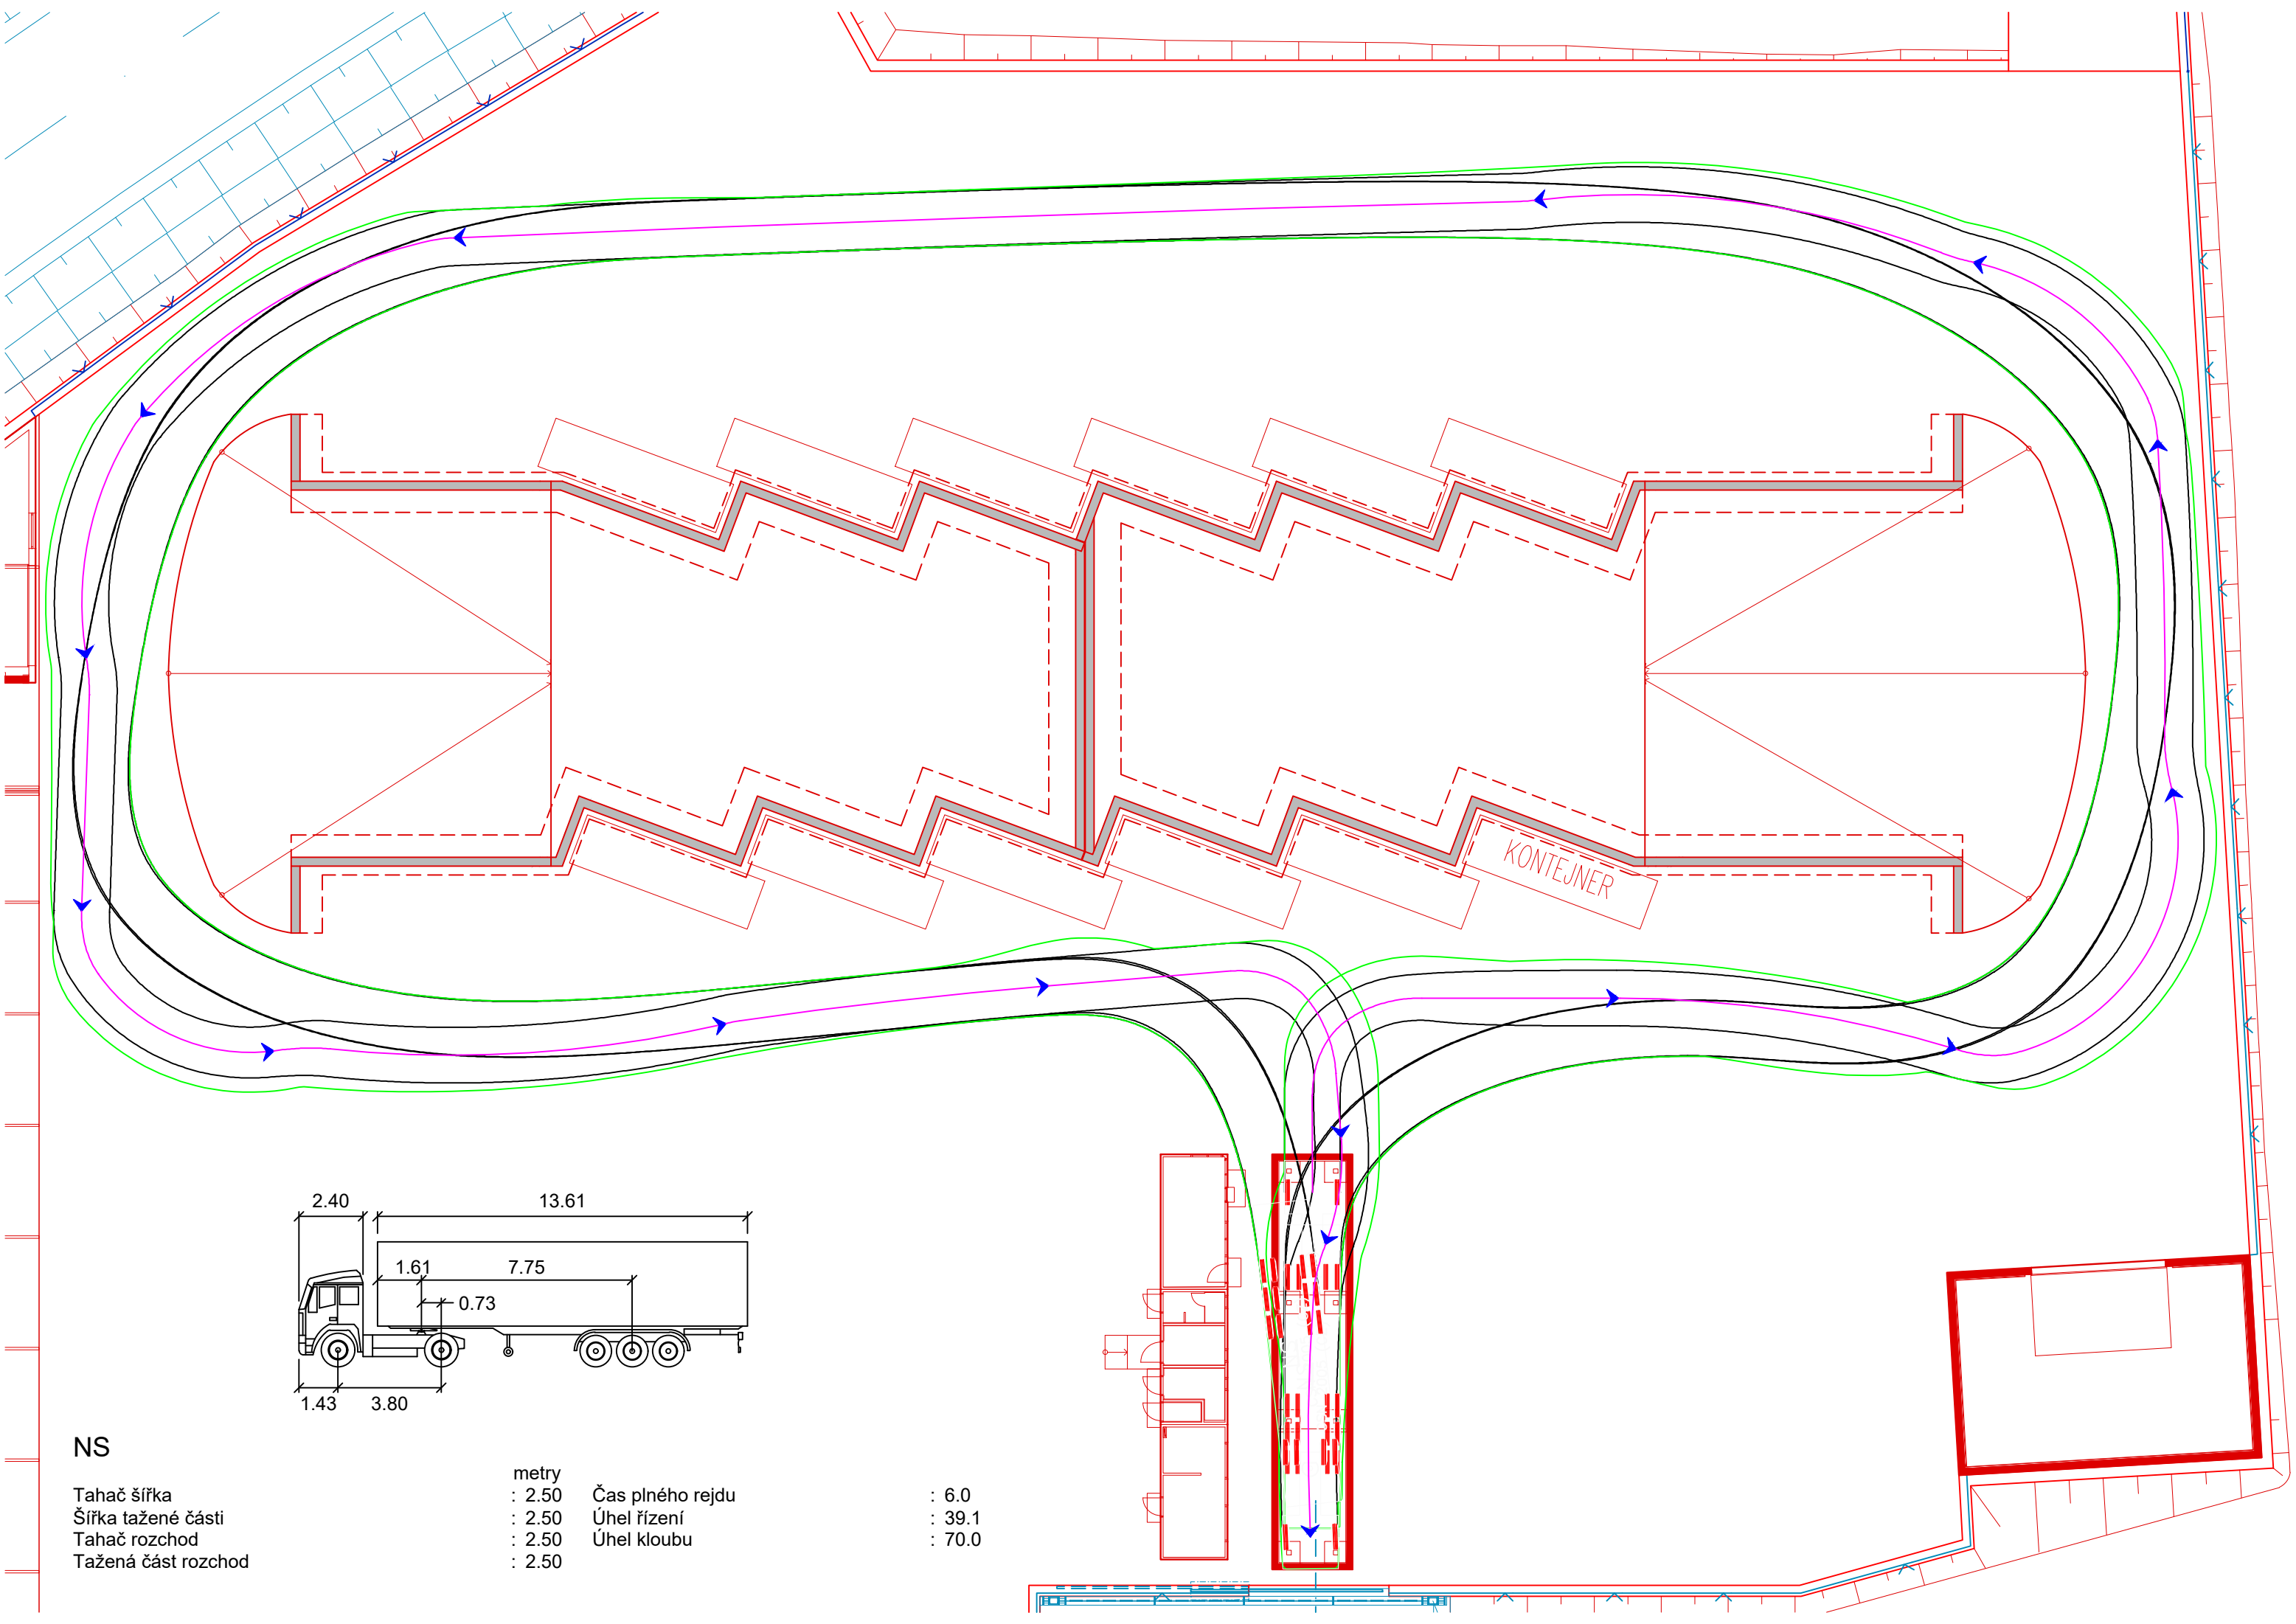 KONTEJNER
2.40 13.61
1.61 7.75
0.73
1.43 3.80
NS
metry
Tahač šířka : 2.50 Čas plného rejdu : 6.0
Šířka tažené části : 2.50 Úhel řízení : 39.1
Tahač rozchod : 2.50 Úhel kloubu : 70.0
Tažená část rozchod : 2.50